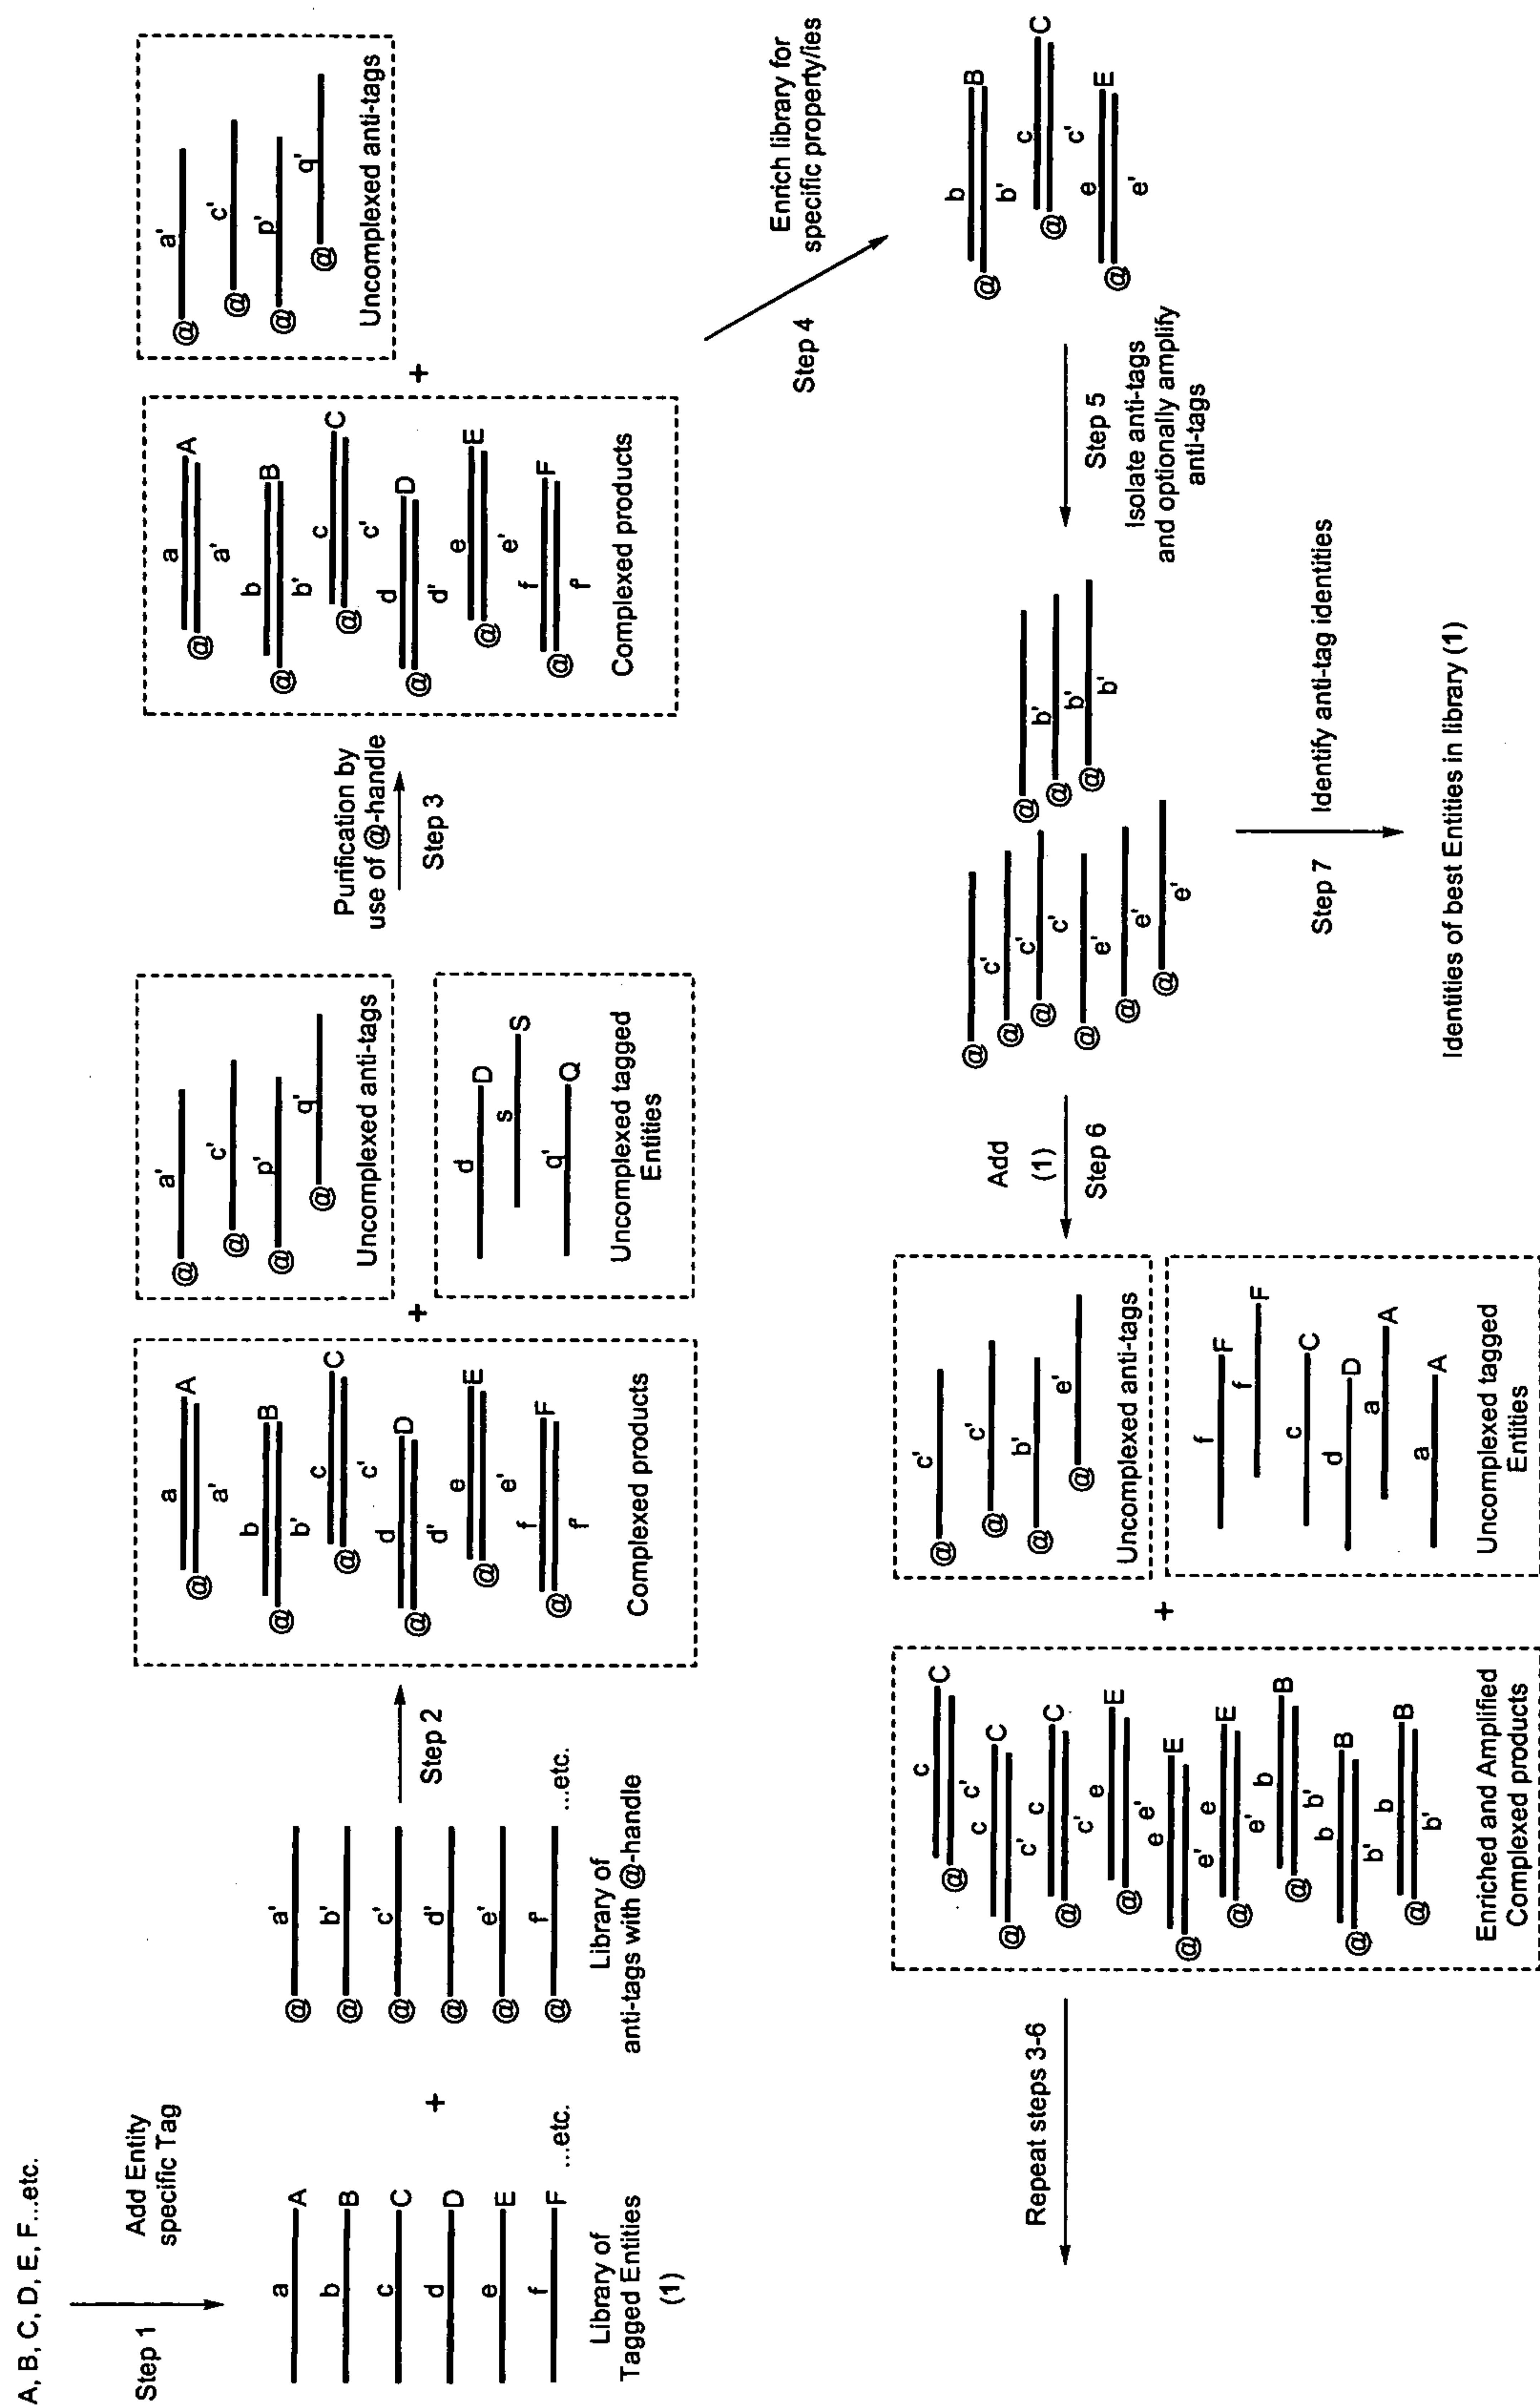 A, B, C, D, E, F...etc.
Step 1
Add Entity
specific Tag
a
A
b
B
c
C
d
D
e
E
f
F
...etc.
Library of
Tagged Entities
(1)
+
@
a'
@
b'
@
c'
@
d'
@
e'
@
f'
...etc.
Library of
anti-tags with @-handle
Step 2
a
A
@
a'
b
B
@
b'
c
C
@
c'
d
D
@
d'
e
E
@
e'
f
F
@
f'
Complexed products
+
@
a'
@
c'
@
p'
@
q'
Uncomplexed anti-tags
d
D
s
S
q'
Q
Uncomplexed tagged
Entities
Purification by
use of @-handle
Step 3
a
A
@
a'
b
B
@
b'
c
C
@
c'
d
D
@
d'
e
E
@
e'
f
F
@
f'
Complexed products
+
@
a'
@
c'
@
p'
@
q'
Uncomplexed anti-tags
Step 4
Enrich library for
specific property/ies
b
B
@
b'
c
C
@
c'
e
E
@
e'
Step 5
Isolate anti-tags
and optionally amplify
anti-tags
@
c'
@
c'
@
c'
@
e'
@
e'
@
e'
@
b'
@
b'
@
b'
Step 7
Identify anti-tag identities
Identities of best Entities in library (1)
Add
(1)
Step 6
@
c'
@
c'
@
b'
@
e'
Uncomplexed anti-tags
f
F
f
F
c
C
d
D
a
A
a
A
Uncomplexed tagged
Entities
+
c
C
@
c'
c
C
@
c'
c
C
@
c'
e
E
@
e'
e
E
@
e'
e
E
@
e'
b
B
@
b'
b
B
@
b'
b
B
@
b'
Enriched and Amplified
Complexed products
Repeat steps 3-6